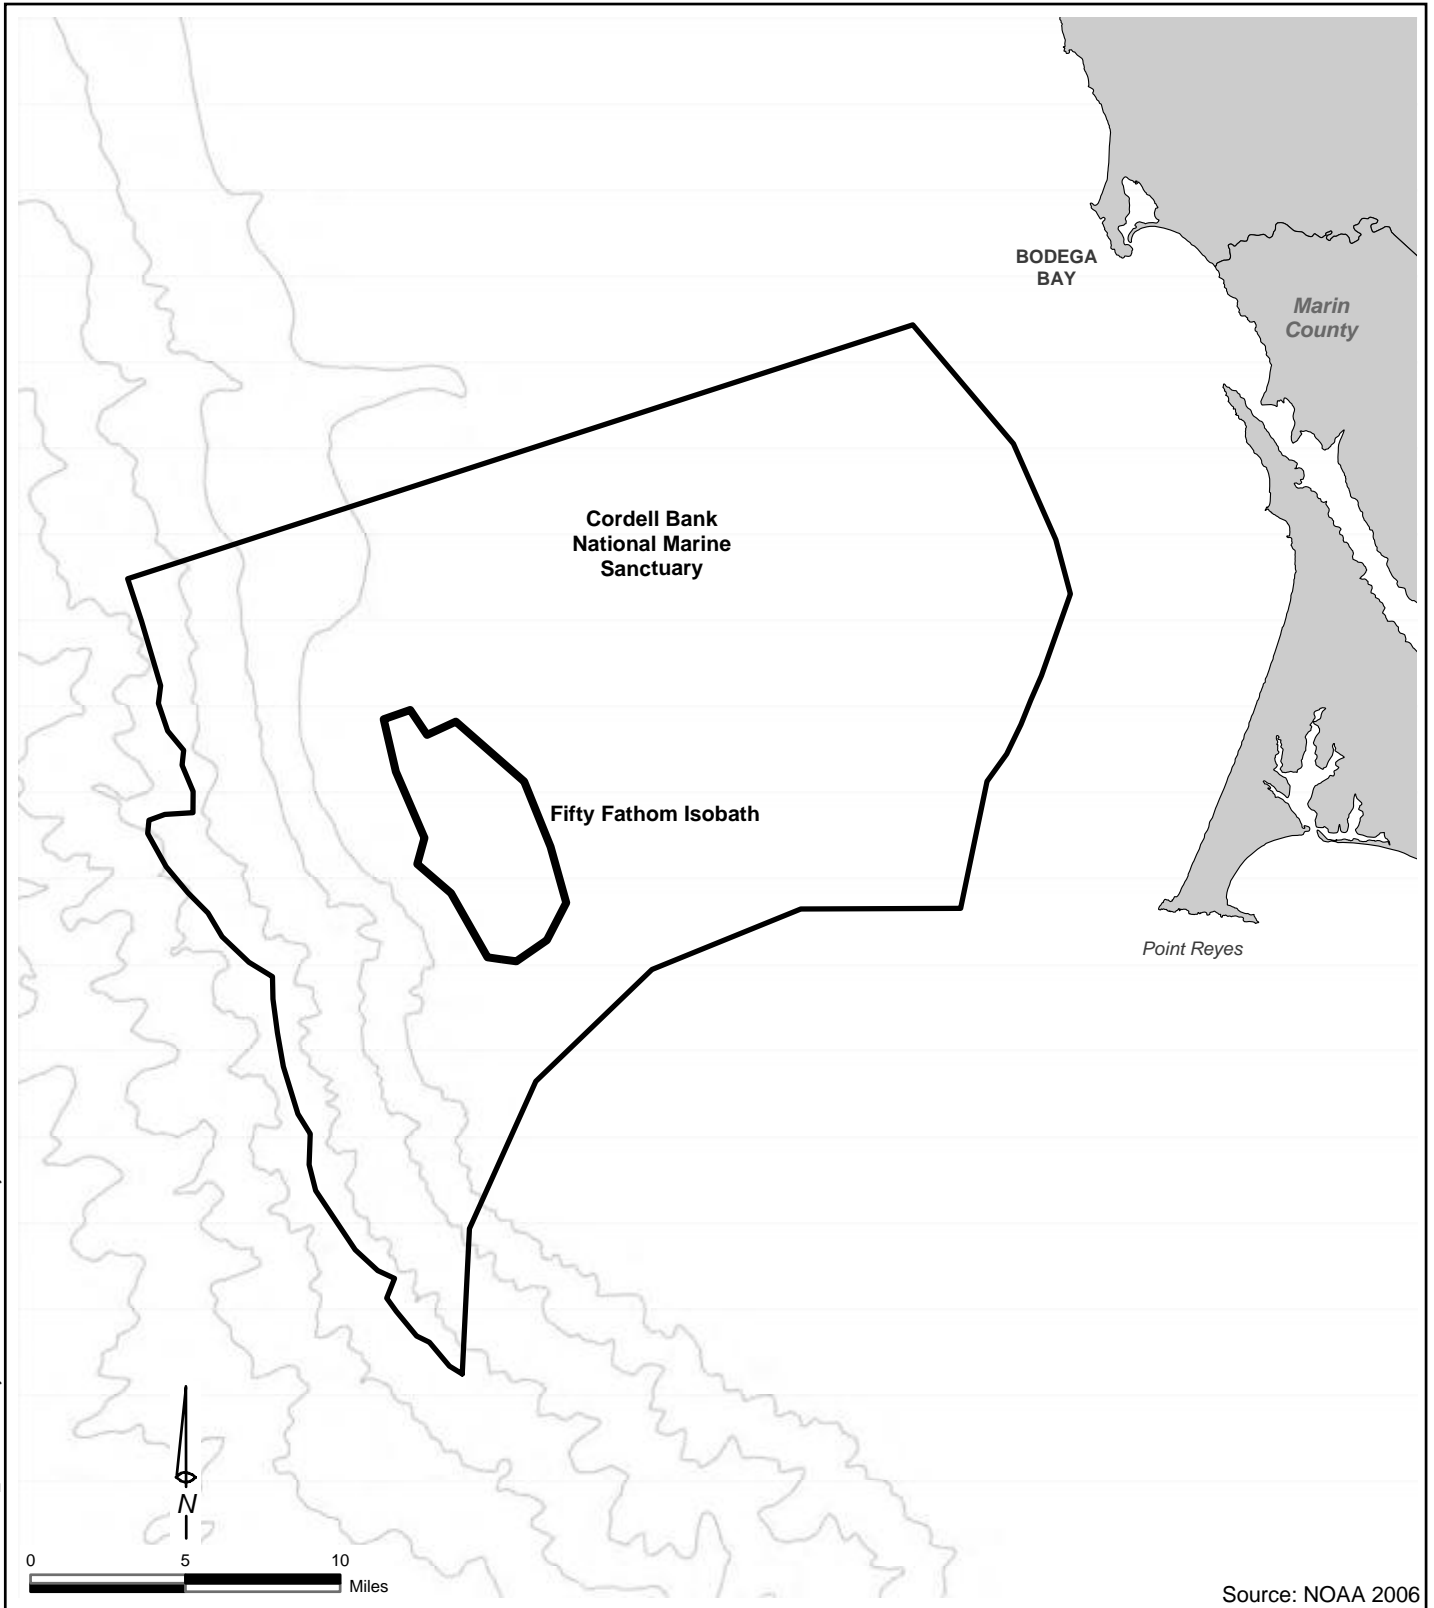 BODEGA
BAY
Marin
County
Cordell Bank
National Marine
Sanctuary
Fifty Fathom Isobath
Point Reyes
N
0 5 10
Miles
Source: NOAA 2006